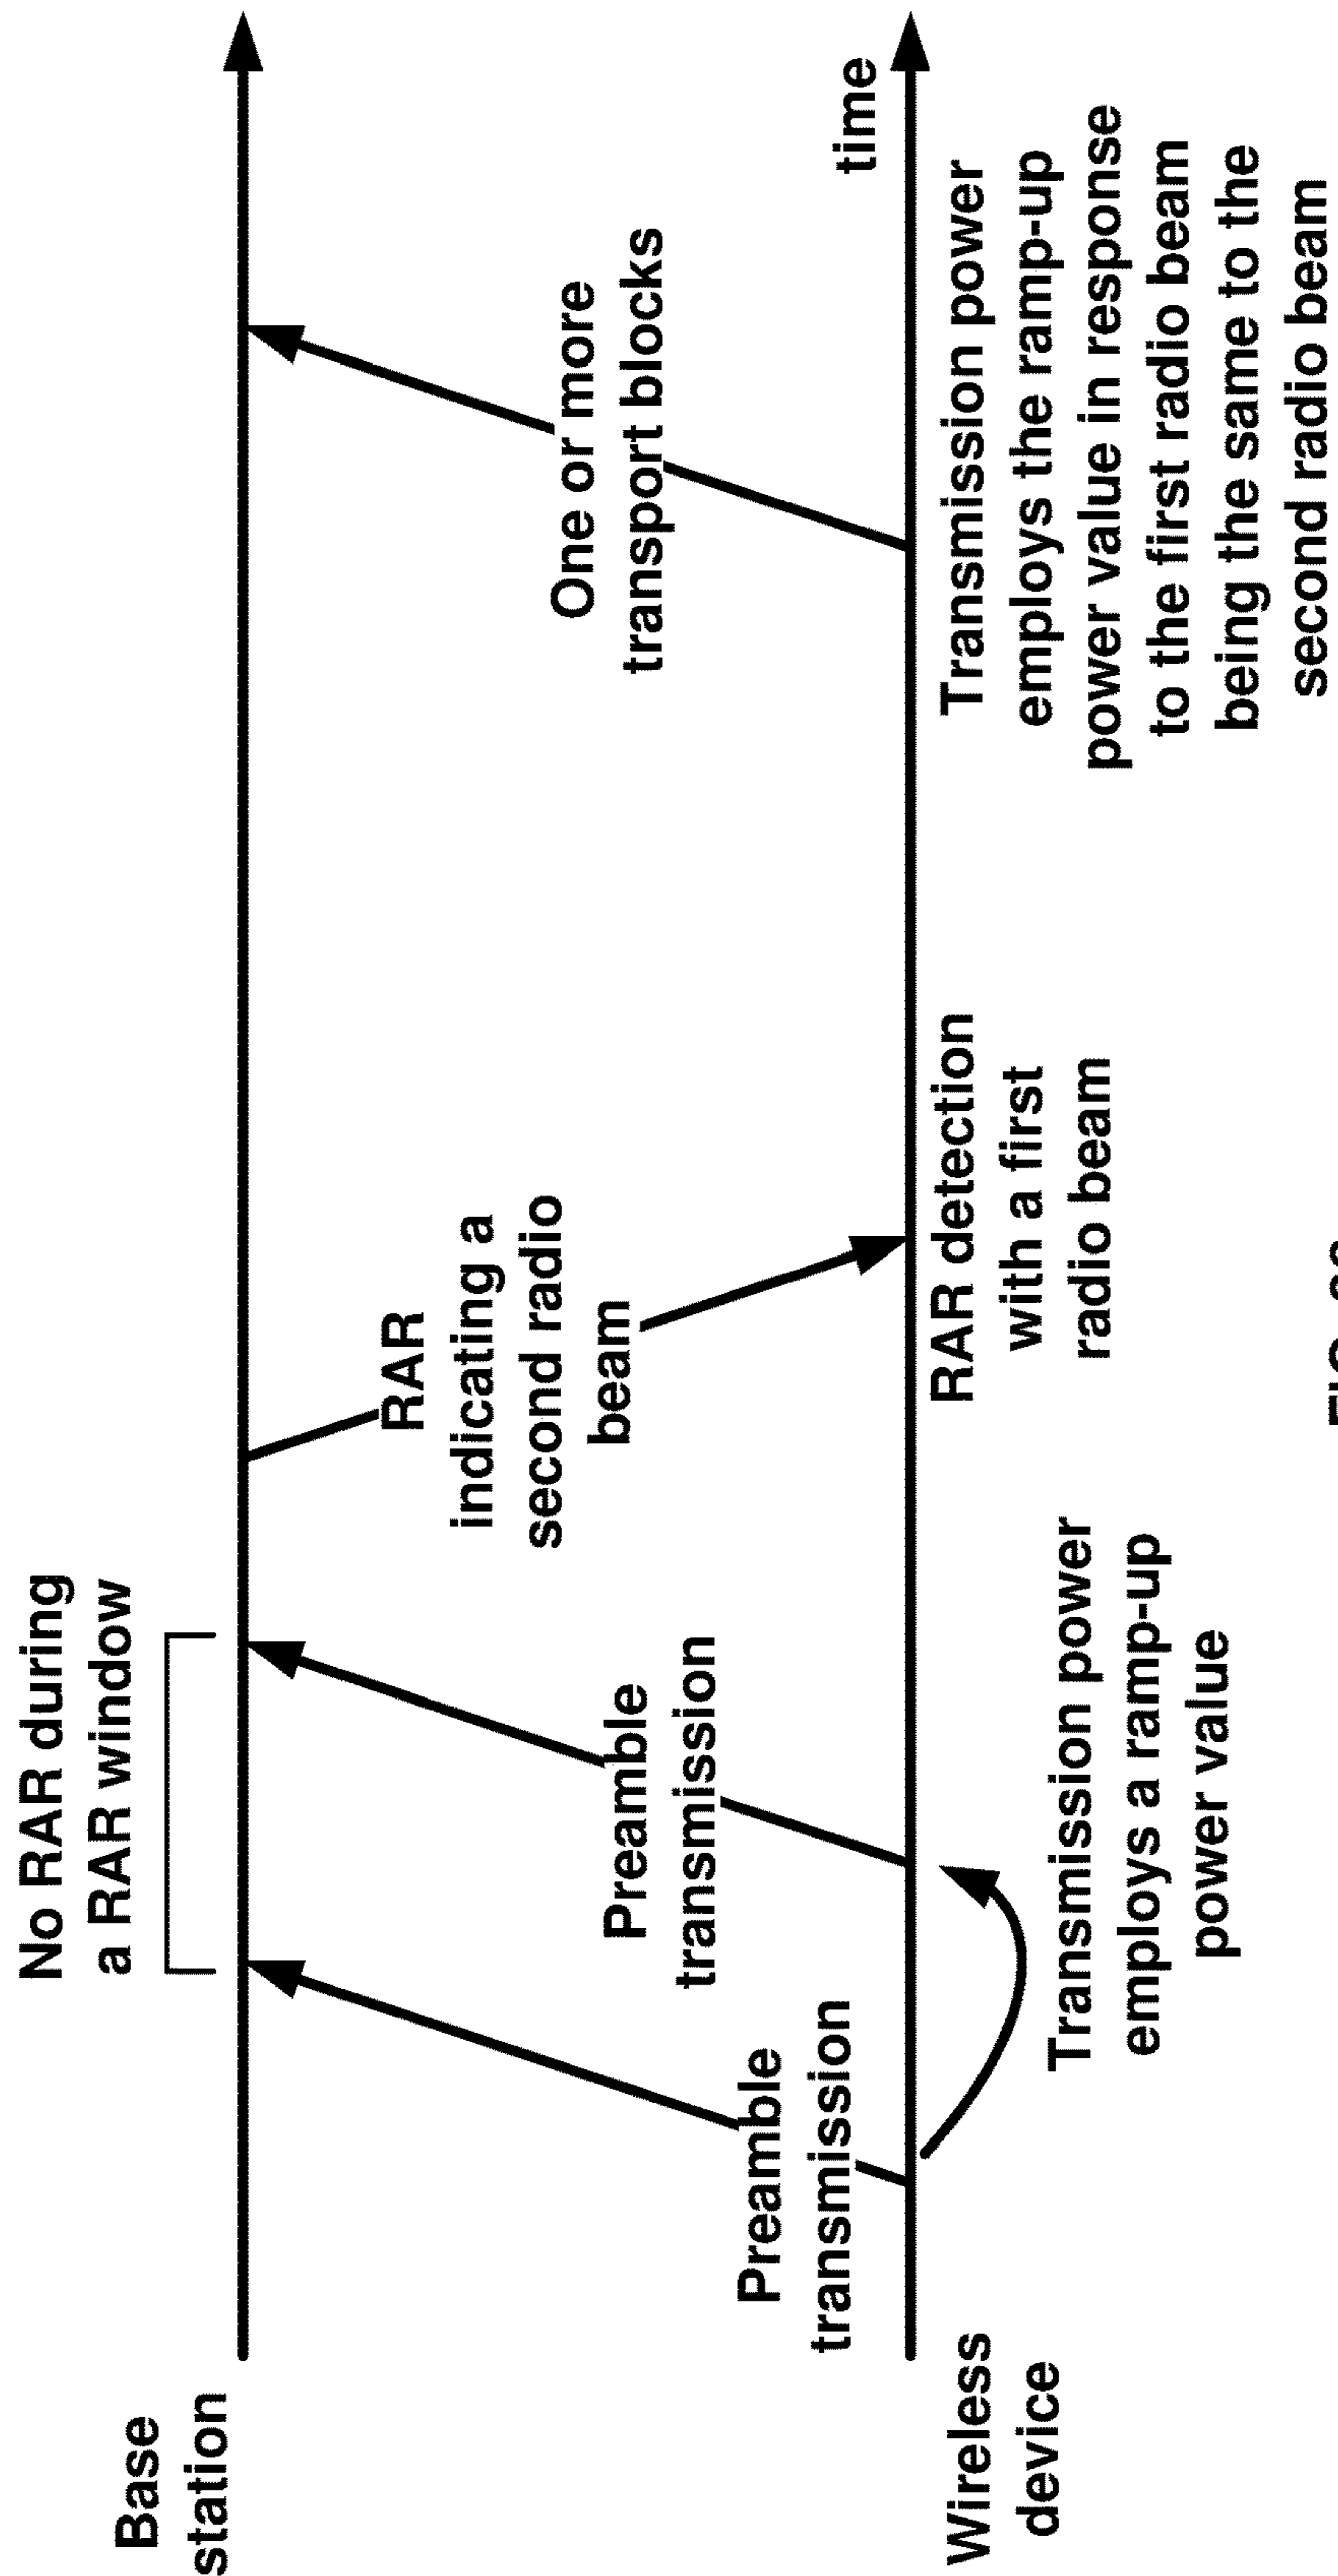 No RAR during
a RAR window
Base
station
Preamble
transmission
Preamble
transmission
RAR
indicating a
second radio
beam
One or more
transport blocks
time
Wireless
device
Transmission power
employs a ramp-up
power value
RAR detection
with a first
radio beam
Transmission power
employs the ramp-up
power value in response
to the first radio beam
being the same to the
second radio beam